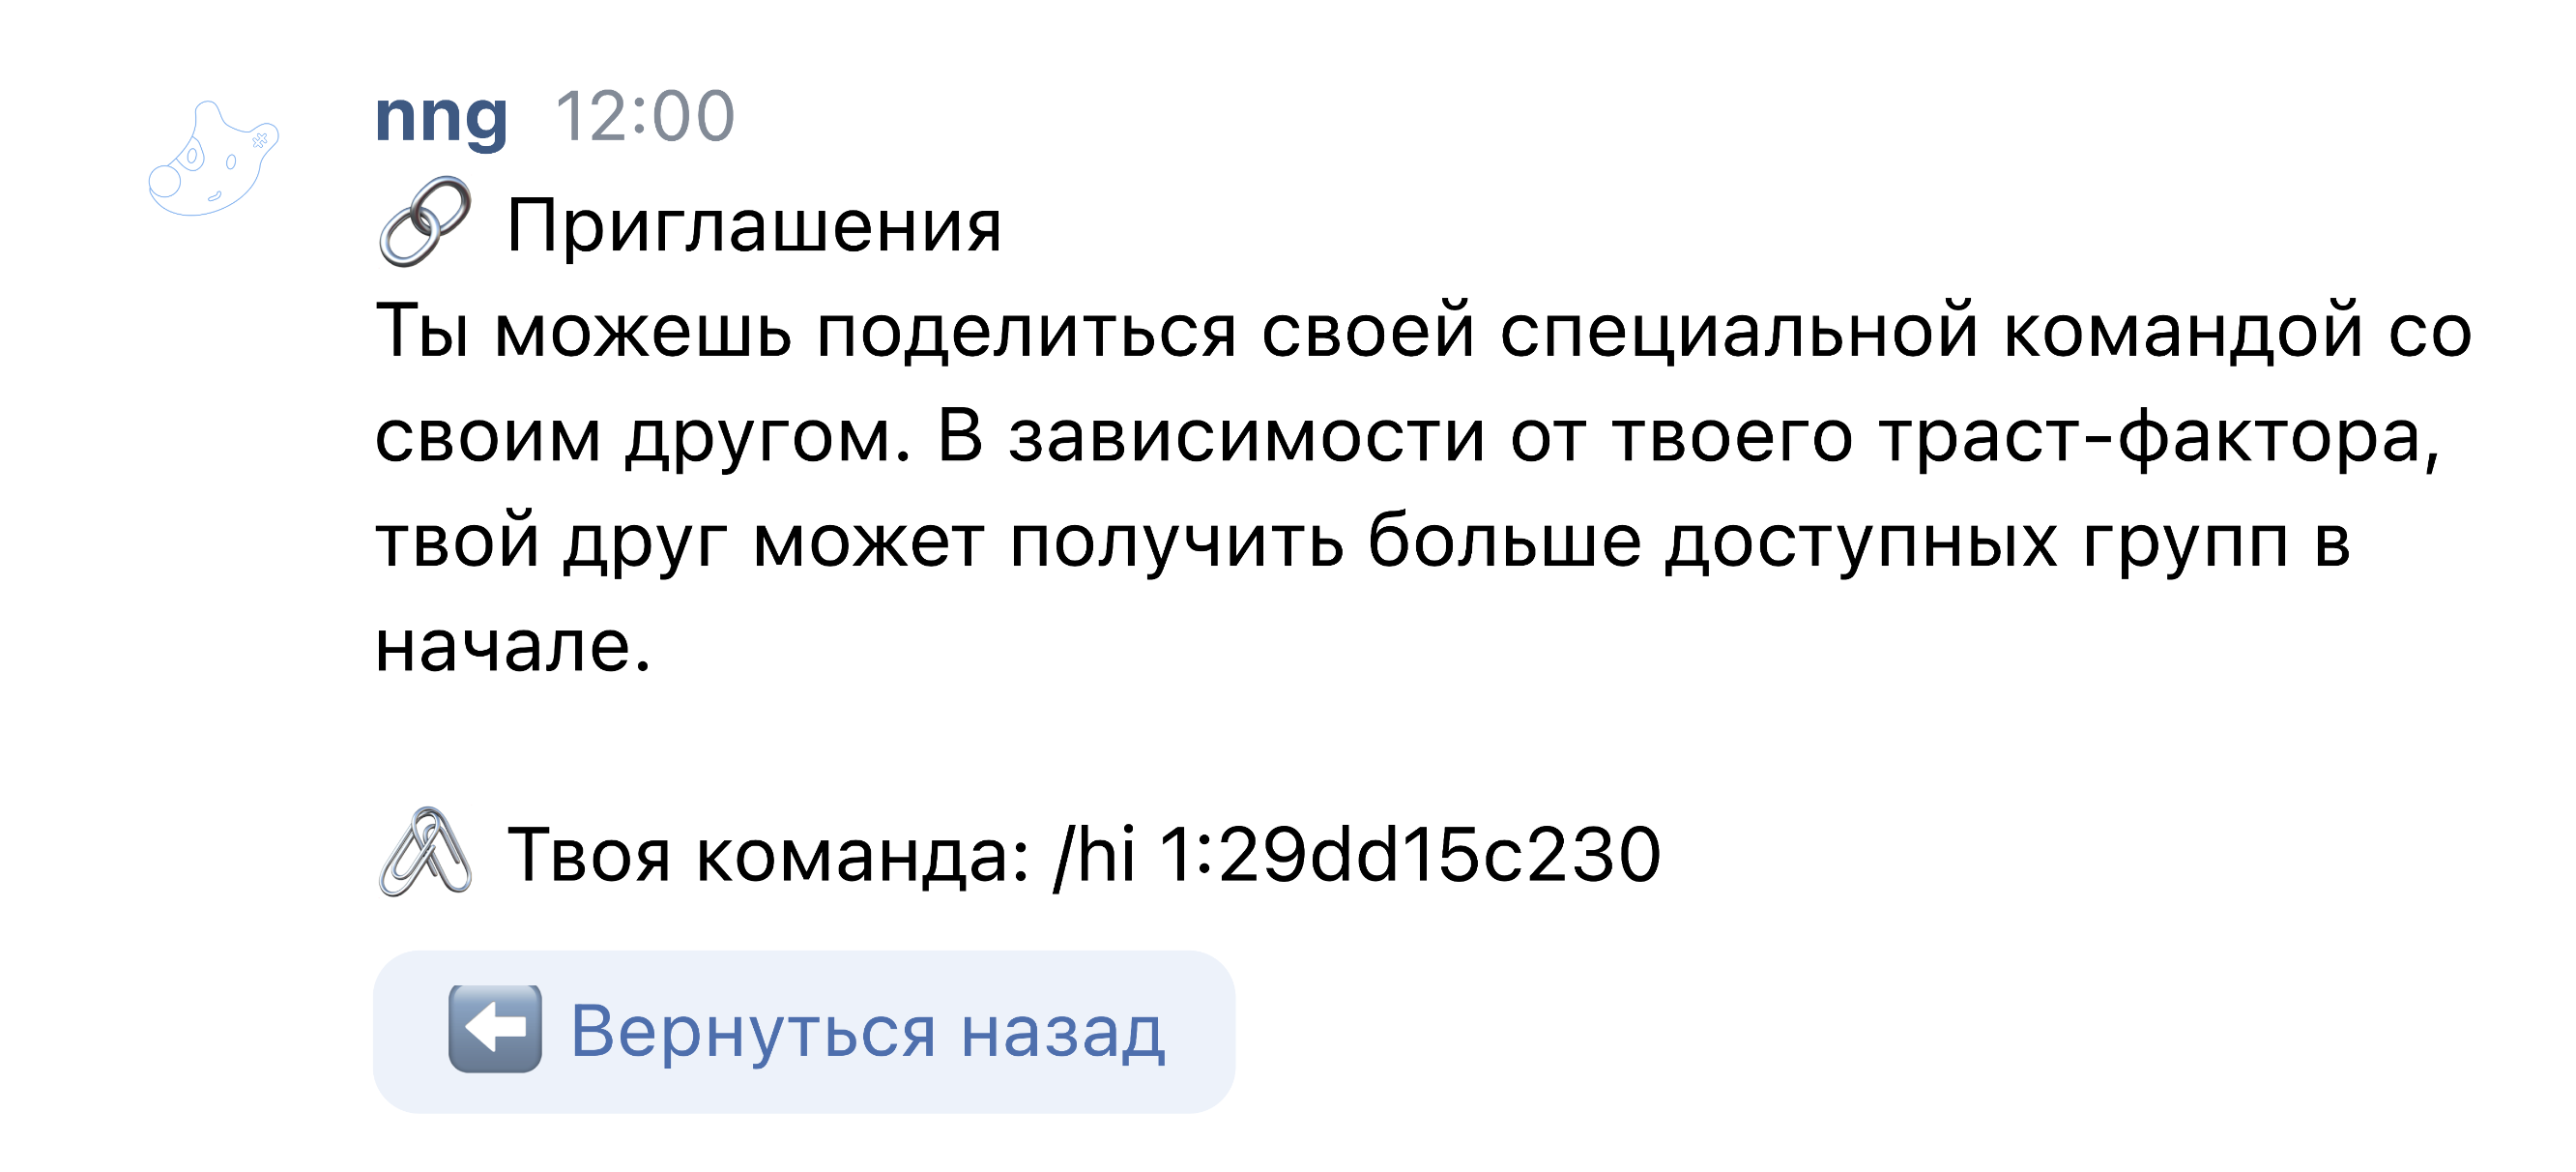 nng 12:00
🔗 Приглашения
Ты можешь поделиться своей специальной командой со
своим другом. В зависимости от твоего траст-фактора,
твой друг может получить больше доступных групп в
начале.
🖇 Твоя команда: /hi 1:29dd15c230
⬅ Вернуться назад